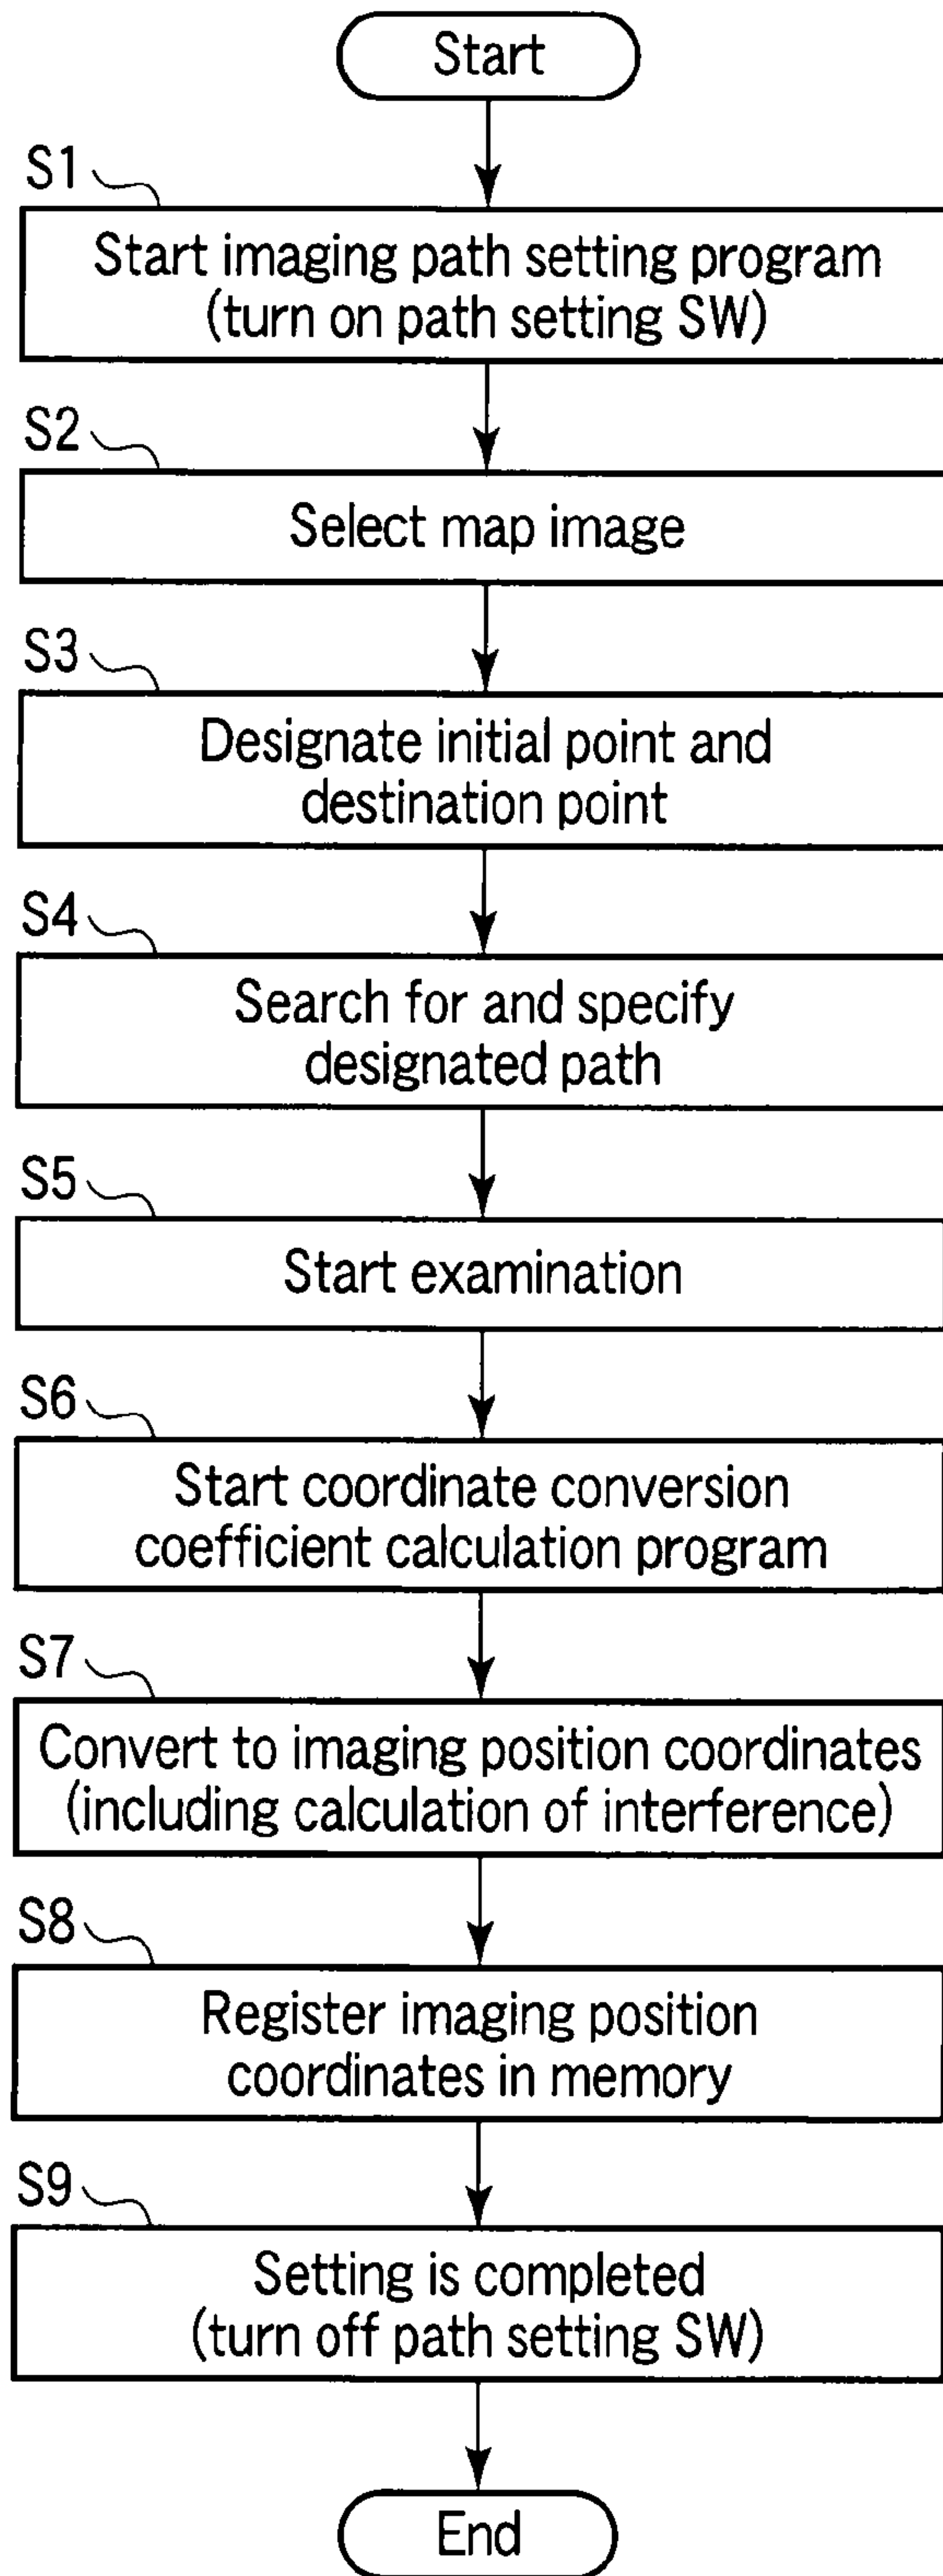 Start
S1
Start imaging path setting program
(turn on path setting SW)
S2
Select map image
S3
Designate initial point and
destination point
S4
Search for and specify
designated path
S5
Start examination
S6
Start coordinate conversion
coefficient calculation program
S7
Convert to imaging position coordinates
(including calculation of interference)
S8
Register imaging position
coordinates in memory
S9
Setting is completed
(turn off path setting SW)
End